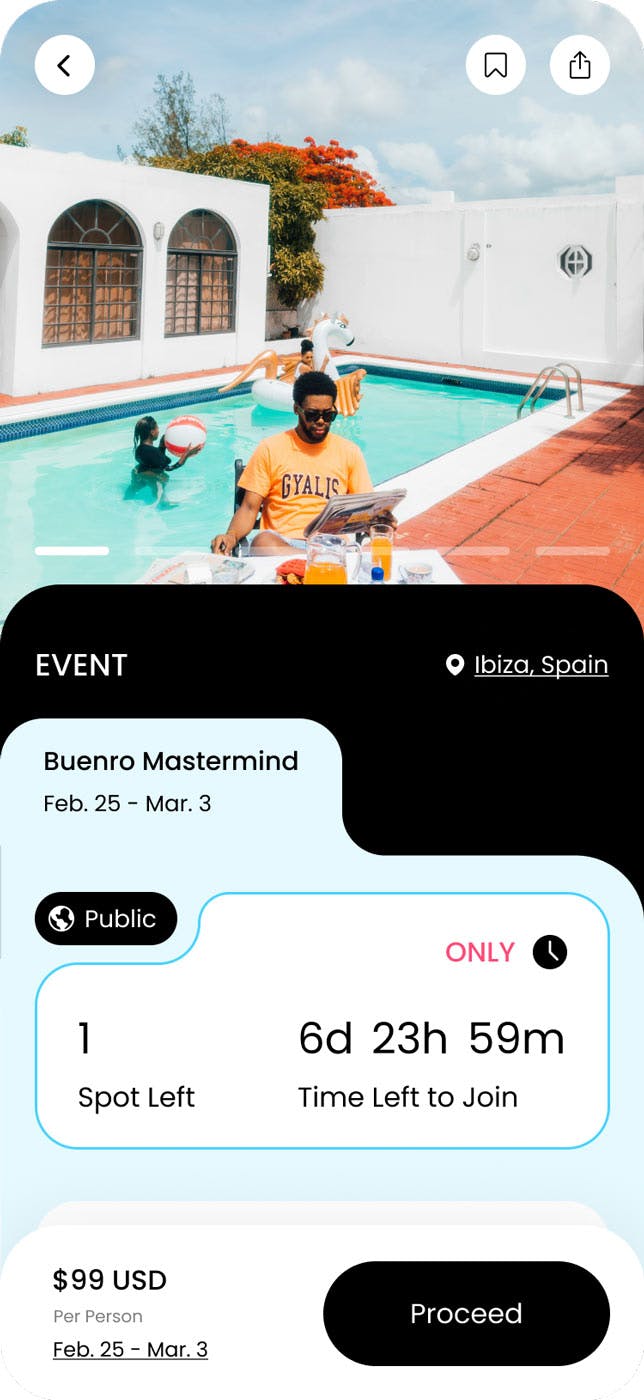 GYALIS
EVENT
Ibiza, Spain
Buenro Mastermind
Feb. 25 - Mar. 3
Public
ONLY
1
6d 23h 59m
Spot Left
Time Left to Join
$99 USD
Per Person
Feb. 25 - Mar. 3
Proceed